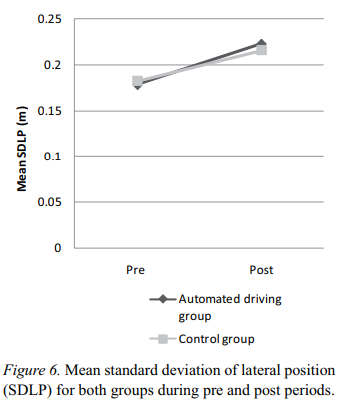 0.25
0.2
0.15
0.1
0.05
0
Mean SDLP (m)
Pre
Post
Automated driving
group
Control group
Figure 6. Mean standard deviation of lateral position
(SDLP) for both groups during pre and post periods.